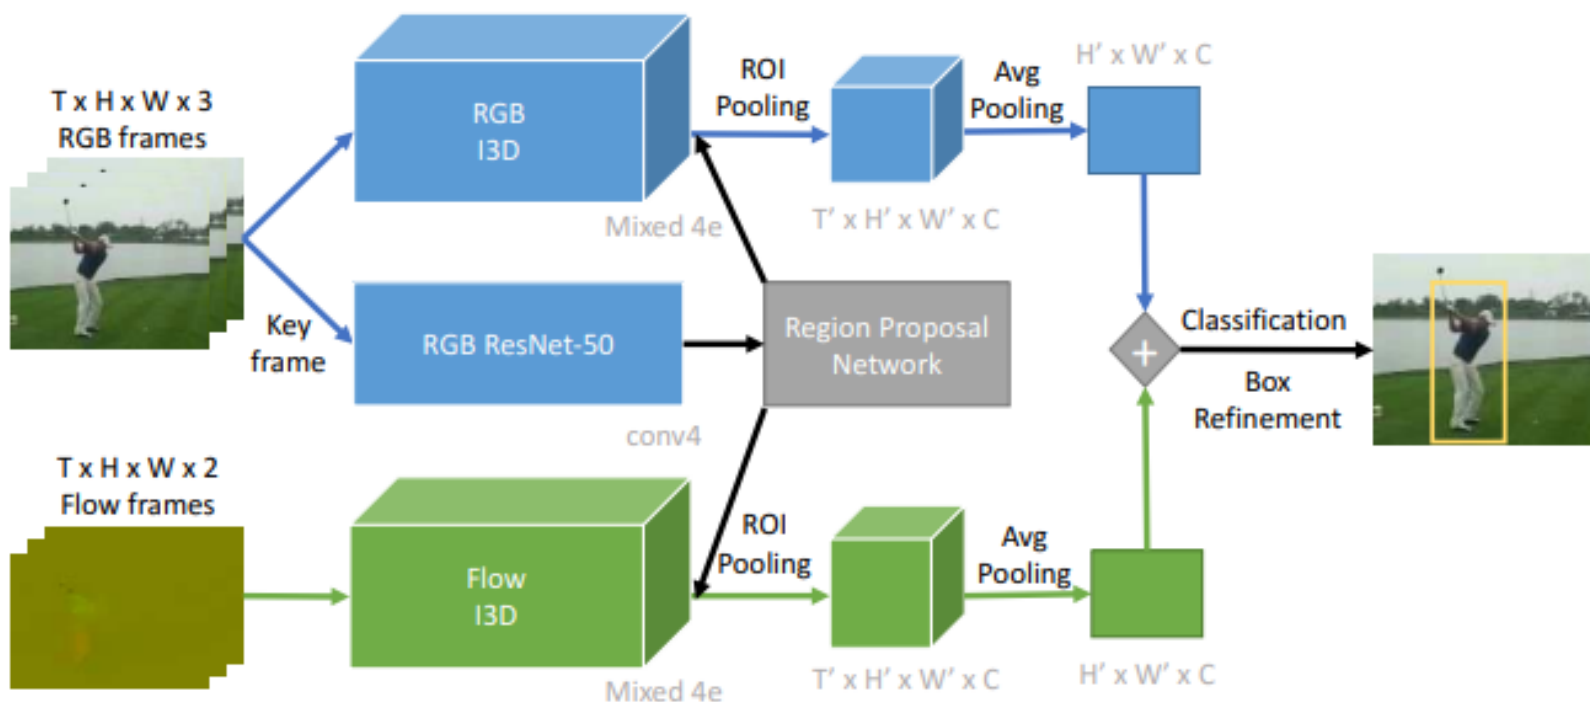 T x H x W x 3
RGB frames
RGB
I3D
Mixed 4e
ROI
Pooling
T’ x H’ x W’ x C
Avg
Pooling
H’ x W’ x C
Key
frame
RGB ResNet-50
conv4
Region Proposal
Network
+
Classification
Box
Refinement
T x H x W x 2
Flow frames
Flow
I3D
Mixed 4e
ROI
Pooling
T’ x H’ x W’ x C
Avg
Pooling
H’ x W’ x C